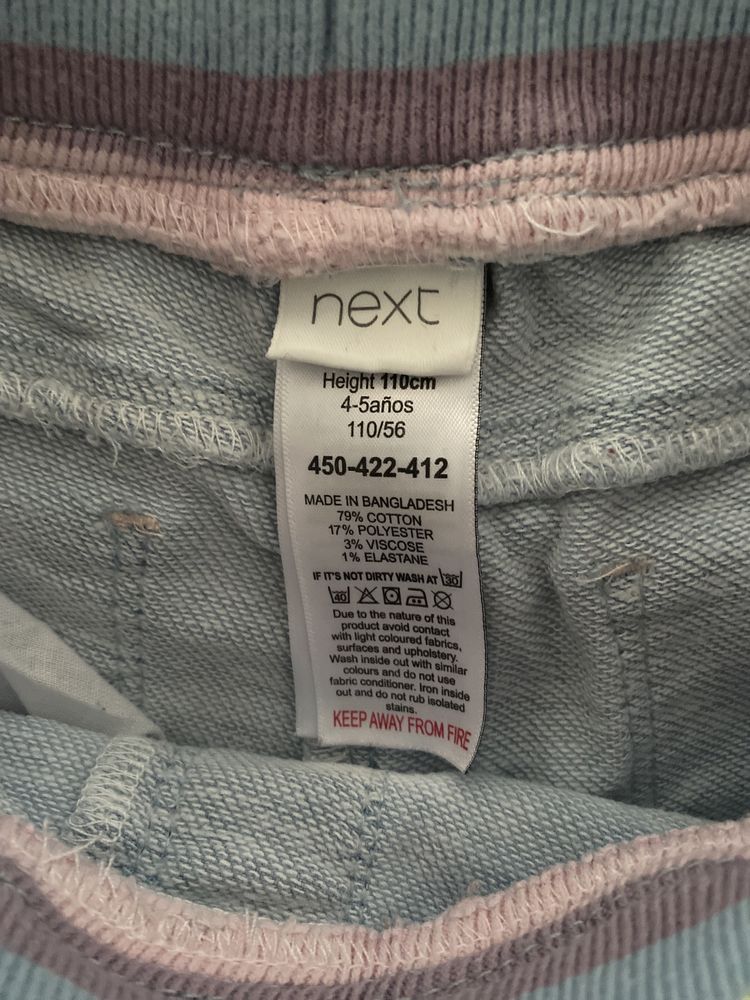 next
Height 110cm
4-5años
110/56
450-422-412
MADE IN BANGLADESH
79% COTTON
17% POLYESTER
3% VISCOSE
1% ELASTANE
IF IT'S NOT DIRTY WASH AT 30
40
Due to the nature of this
product avoid contact
with light coloured fabrics,
surfaces and upholstery.
Wash inside out with similar
colours and do not use
fabric conditioner. Iron inside
out and do not rub isolated
stains.
KEEP AWAY FROM FIRE